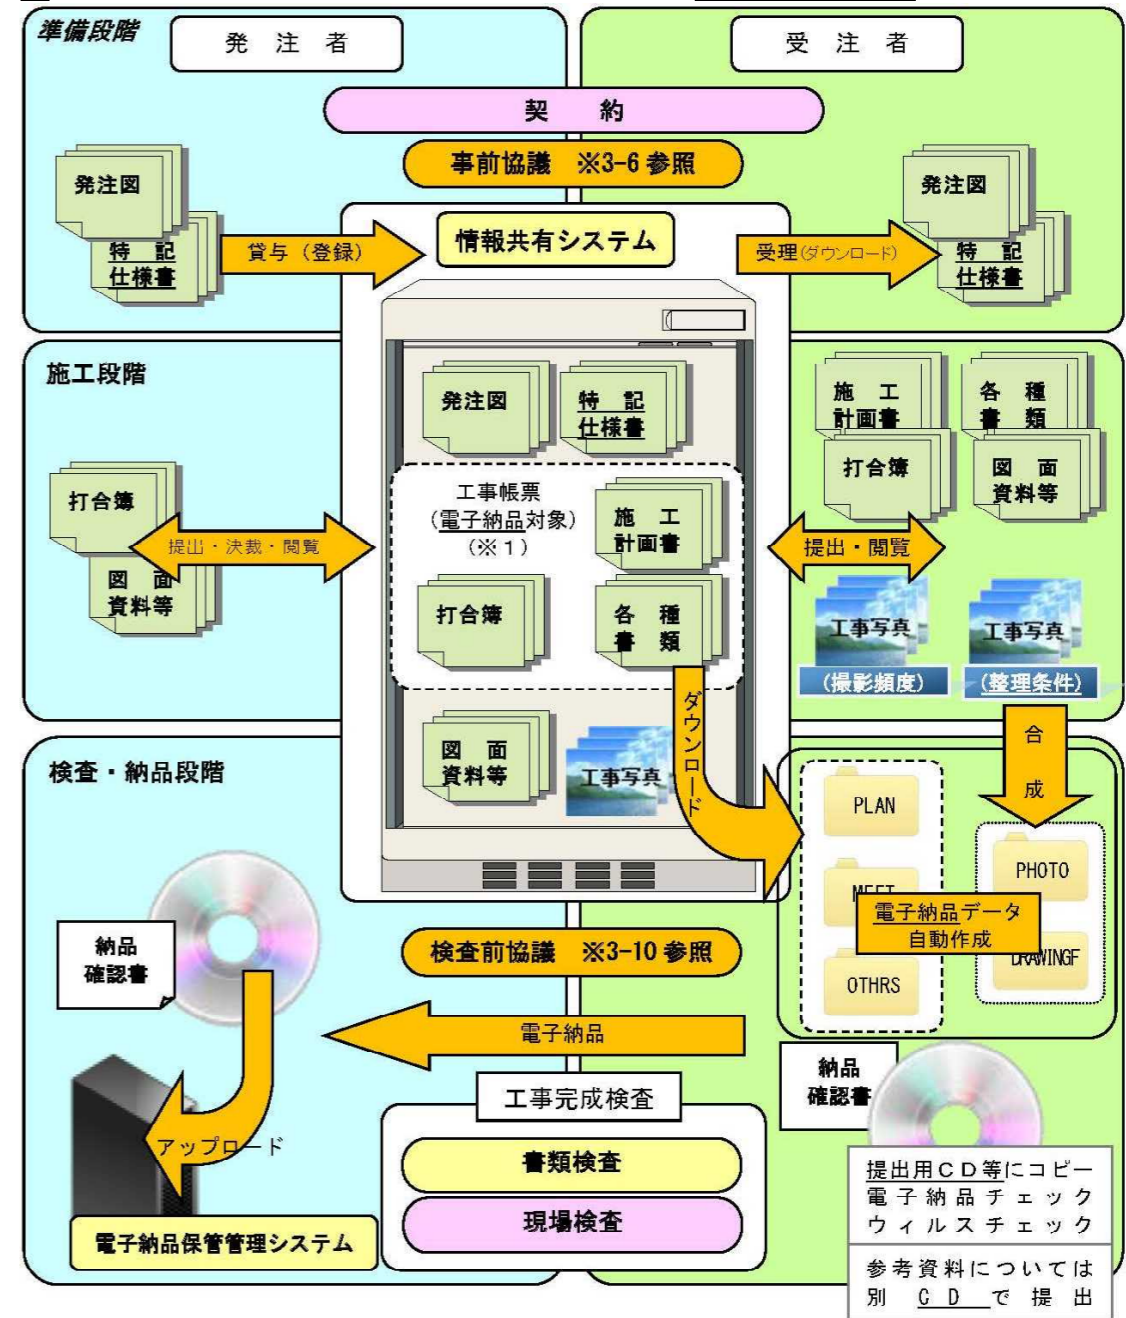 準備段階
発 注 者
受 注 者
契 約
事前協議 ※3-6 参照
発注図
特 記
仕様書
貸与（登録）
情報共有システム
受理(ダウンロード)
発注図
特 記
仕様書
施工段階
発注図
特 記
仕様書
打合簿
図 面
資料等
提出・決裁・閲覧
工事帳票
（電子納品対象）
（※１）
施 工
計画書
打合簿
各 種
書 類
図 面
資料等
工事写真
提出・閲覧
施 工
計画書
各 種
書 類
打合簿
図 面
資料等
工事写真
(撮影頻度)
工事写真
(整理条件)
ダウンロード
合
成
検査・納品段階
PLAN
MEET
OTHRS
PHOTO
DRAWINGF
電子納品データ
自動作成
納品
確認書
検査前協議 ※3-10 参照
電子納品
アップロード
電子納品保管管理システム
工事完成検査
書類検査
現場検査
納品
確認書
提出用ＣＤ等にコピー
電子納品チェック
ウィルスチェック
参考資料については
別 ＣＤ で提出